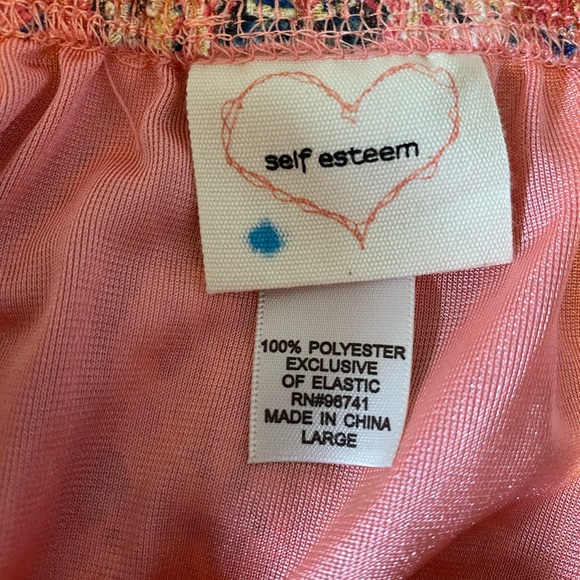 self esteem
100% POLYESTER
EXCLUSIVE
OF ELASTIC
RN#96741
MADE IN CHINA
LARGE